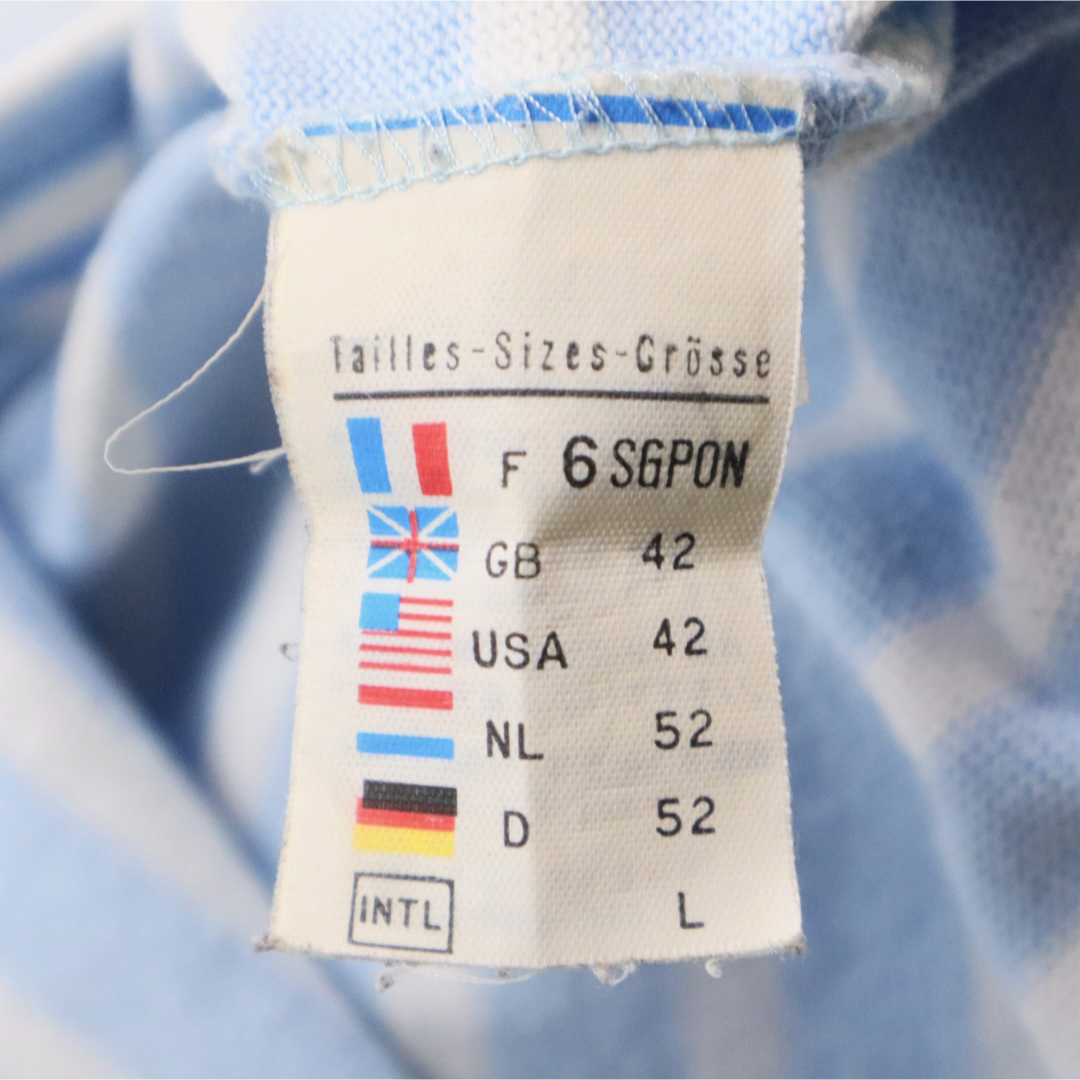 Tailles-Sizes-Grösse
F 6 SGPON
GB 42
USA 42
NL 52
D 52
INTL L